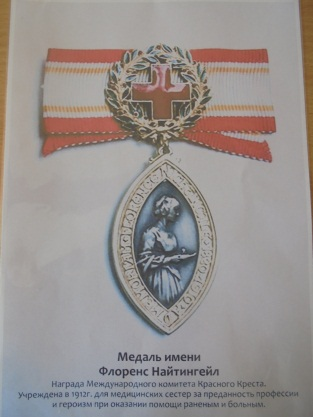 Медаль имени
Флоренс Найтингейл
Награда Международного комитета Красного Креста.
Учреждена в 1912г. для медицинских сестер за преданность профессии
и героизм при оказании помощи раненым и больным.